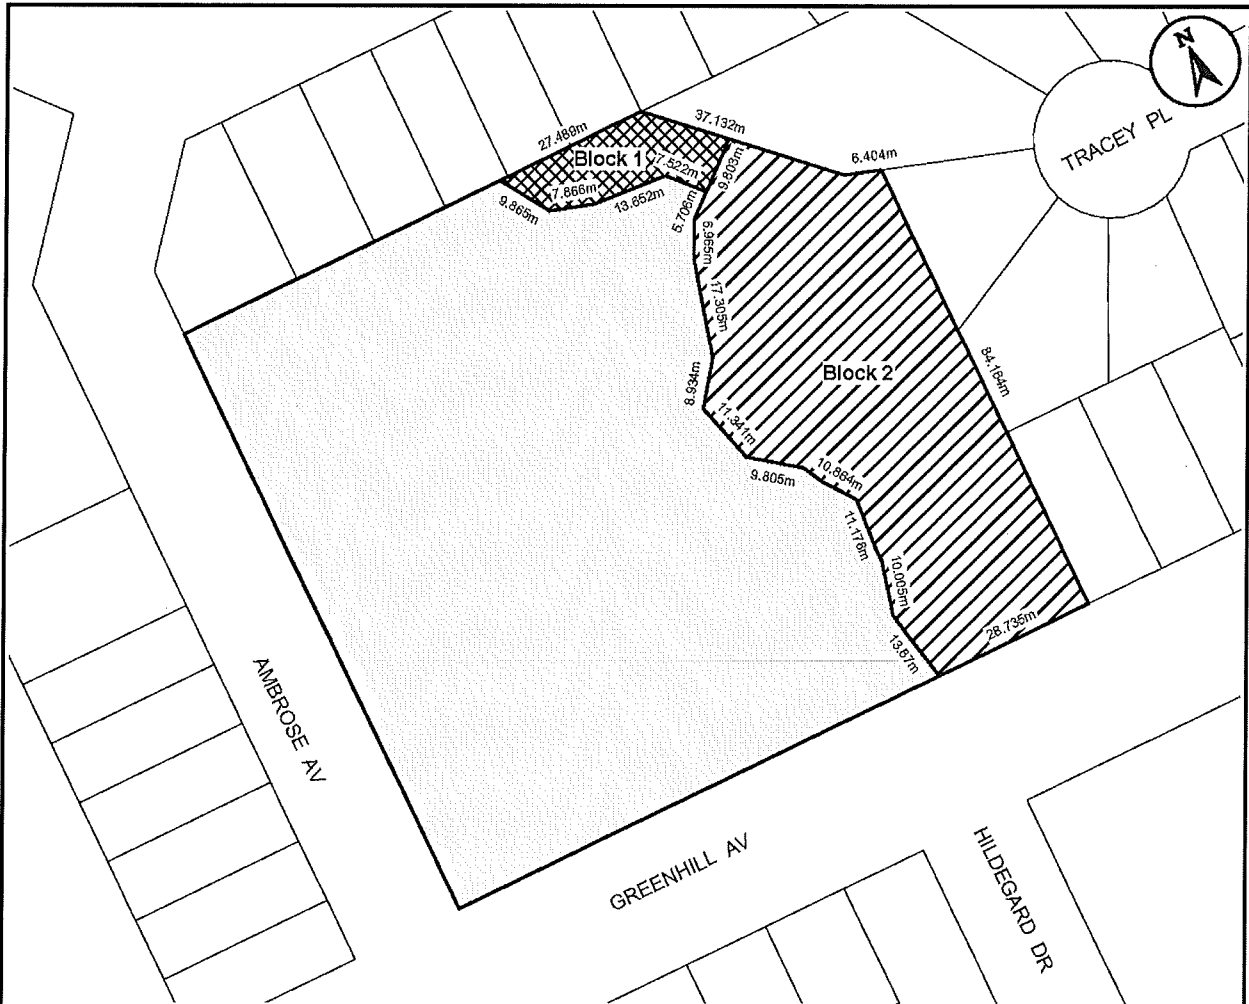 N
37.132m
27.489m
TRACEY PL
Block 1
7.522m
6.404m
9.803m
7.866m
13.652m
9.865m
5.706m
6.965m
17.305m
Block 2
84.164m
8.934m
11.341m
10.864m
9.805m
11.176m
10.005m
28.735m
13.87m
AMBROSE AV
GREENHILL AV
HILDEGARD DR